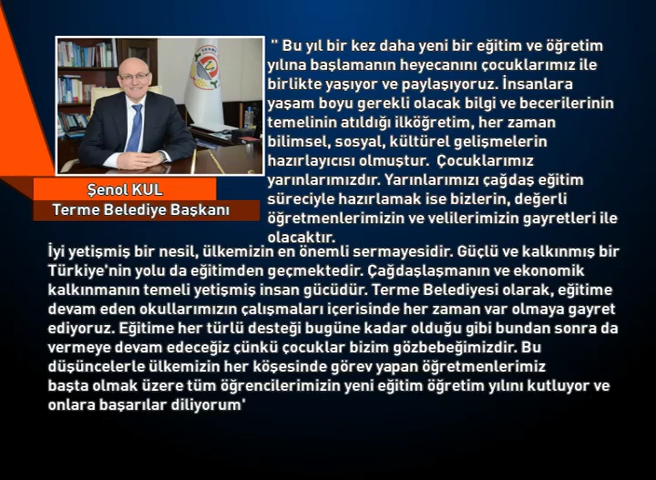 " Bu yıl bir kez daha yeni bir eğitim ve öğretim
yılına başlamanın heyecanını çocuklarımız ile
birlikte yaşıyor ve paylaşıyoruz. İnsanlara
yaşam boyu gerekli olacak bilgi ve becerilerinin
temelinin atıldığı ilköğretim, her zaman
bilimsel, sosyal, kültürel gelişmelerin
hazırlayıcısı olmuştur. Çocuklarımız
yarınlarımızdır. Yarınlarımızı çağdaş eğitim
süreciyle hazırlamak ise bizlerin, değerli
öğretmenlerimizin ve velilerimizin gayretleri ile
olacaktır.
Şenol KUL
Terme Belediye Başkanı
İyi yetişmiş bir nesil, ülkemizin en önemli sermayesidir. Güçlü ve kalkınmış bir
Türkiye'nin yolu da eğitimden geçmektedir. Çağdaşlaşmanın ve ekonomik
kalkınmanın temeli yetişmiş insan gücüdür. Terme Belediyesi olarak, eğitime
devam eden okullarımızın çalışmaları içerisinde her zaman var olmaya gayret
ediyoruz. Eğitime her türlü desteği bugüne kadar olduğu gibi bundan sonra da
vermeye devam edeceğiz çünkü çocuklar bizim gözbebeğimizdir. Bu
düşüncelerle ülkemizin her köşesinde görev yapan öğretmenlerimiz
başta olmak üzere tüm öğrencilerimizin yeni eğitim öğretim yılını kutluyor ve
onlara başarılar diliyorum'